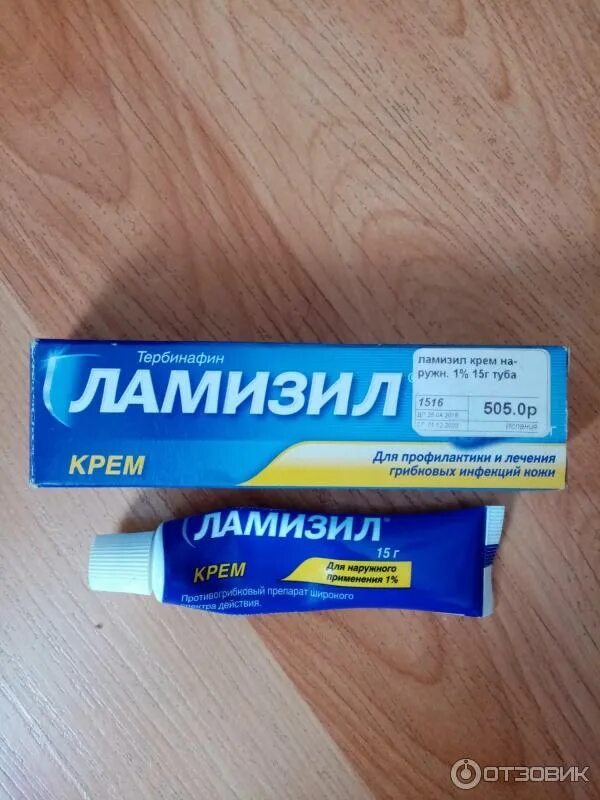 Тербинафин
ЛАМИЗИЛ
КРЕМ
Для профилактики и лечения
грибковых инфекций кожи
ламизил крем на-
ружн. 1% 15г туба
1516
505.0р
Испания
г
ЛАМИЗИЛ®
15 г
КРЕМ
Для наружного
применения 1%
Противогрибковый препарат широкого
спектра действия.
ОТЗОВИК